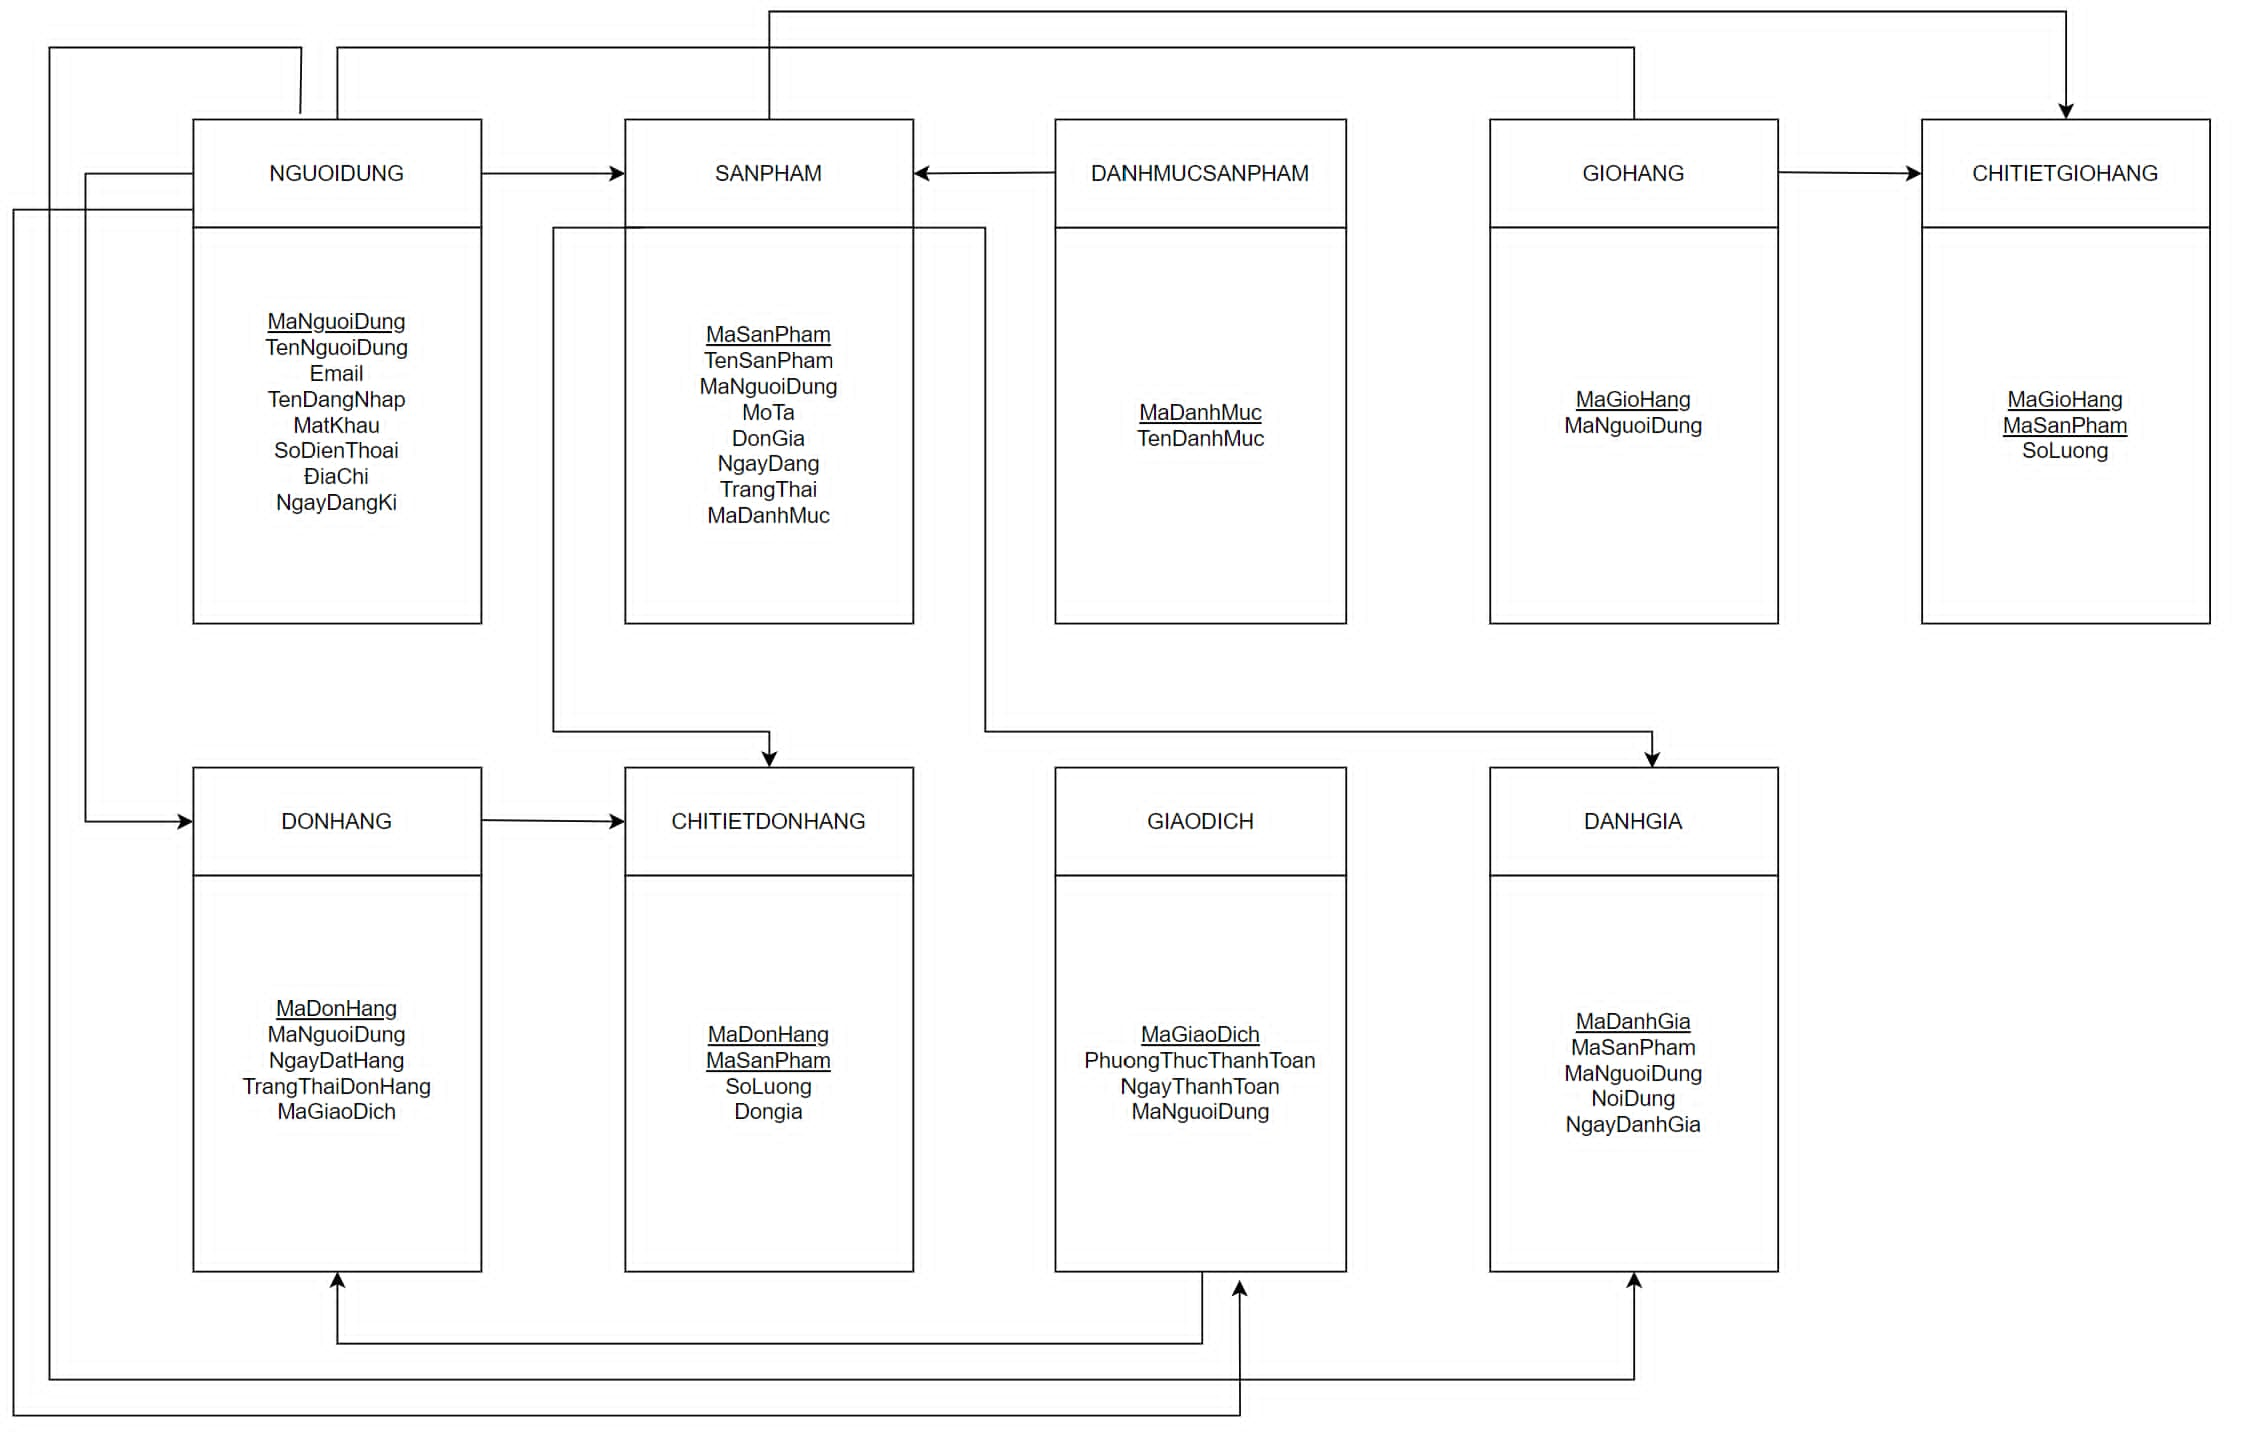 NGUOIDUNG
MaNguoiDung
TenNguoiDung
Email
TenDangNhap
MatKhau
SoDienThoai
ĐiaChi
NgayDangKi
SANPHAM
MaSanPham
TenSanPham
MaNguoiDung
MoTa
DonGia
NgayDang
TrangThai
MaDanhMuc
DANHMUCSANPHAM
MaDanhMuc
TenDanhMuc
GIOHANG
MaGioHang
MaNguoiDung
CHITIETGIOHANG
MaGioHang
MaSanPham
SoLuong
DONHANG
MaDonHang
MaNguoiDung
NgayDatHang
TrangThaiDonHang
MaGiaoDich
CHITIETDONHANG
MaDonHang
MaSanPham
SoLuong
Dongia
GIAODICH
MaGiaoDich
PhuongThucThanhToan
NgayThanhToan
MaNguoiDung
DANHGIA
MaDanhGia
MaSanPham
MaNguoiDung
NoiDung
NgayDanhGia